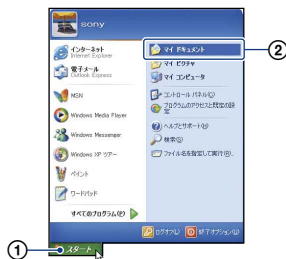 sony
インターネット
Internet Explorer
電子メール
Outlook Express
MSN
Windows Media Player
Windows Messenger
Windows XP ツアー
ペイント
ワードパッド
すべてのプログラム(P)
マイ ドキュメント
マイ ピクチャ
マイ コンピュータ
コントロール パネル(C)
プログラムのアクセスと既定の設
定
ヘルプとサポート(H)
検索(S)
ファイル名を指定して実行(R)...
ログオフ(L)
終了オプション(U)
スタート
①
②